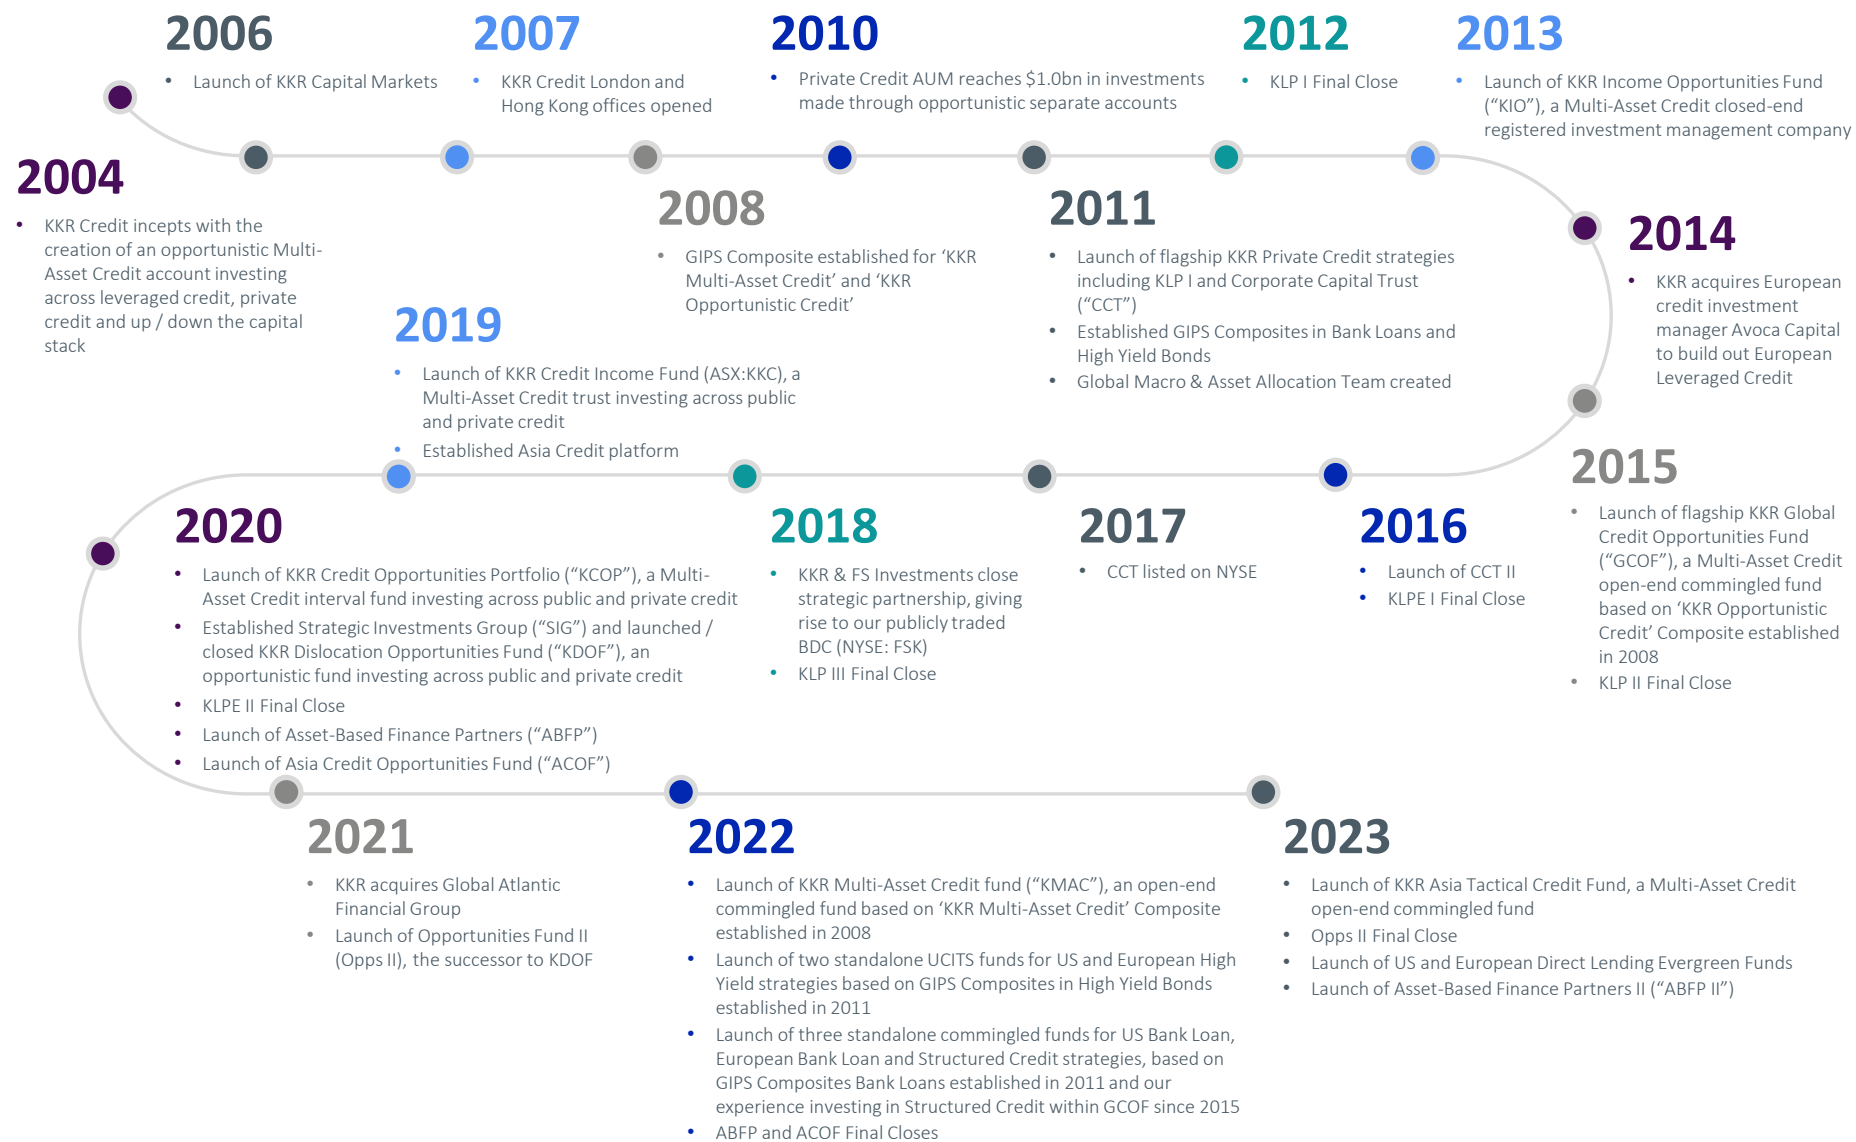 2006
• Launch of KKR Capital Markets
2007
• KKR Credit London and
Hong Kong offices opened
2010
• Private Credit AUM reaches $1.0bn in investments
made through opportunistic separate accounts
2012
• KLP I Final Close
2013
• Launch of KKR Income Opportunities Fund
(“KIO”), a Multi-Asset Credit closed-end
registered investment management company
2004
• KKR Credit incepts with the
creation of an opportunistic Multi-
Asset Credit account investing
across leveraged credit, private
credit and up / down the capital
stack
2008
• GIPS Composite established for ‘KKR
Multi-Asset Credit’ and ‘KKR
Opportunistic Credit’
2011
• Launch of flagship KKR Private Credit strategies
including KLP I and Corporate Capital Trust
(“CCT”)
• Established GIPS Composites in Bank Loans and
High Yield Bonds
• Global Macro & Asset Allocation Team created
2014
• KKR acquires European
credit investment
manager Avoca Capital
to build out European
Leveraged Credit
2019
• Launch of KKR Credit Income Fund (ASX:KKC), a
Multi-Asset Credit trust investing across public
and private credit
• Established Asia Credit platform
2015
• Launch of flagship KKR Global
Credit Opportunities Fund
(“GCOF”), a Multi-Asset Credit
open-end commingled fund
based on ‘KKR Opportunistic
Credit’ Composite established
in 2008
• KLP II Final Close
2020
• Launch of KKR Credit Opportunities Portfolio (“KCOP”), a Multi-
Asset Credit interval fund investing across public and private credit
• Established Strategic Investments Group (“SIG”) and launched /
closed KKR Dislocation Opportunities Fund (“KDOF”), an
opportunistic fund investing across public and private credit
• KLPE II Final Close
• Launch of Asset-Based Finance Partners (“ABFP”)
• Launch of Asia Credit Opportunities Fund (“ACOF”)
2018
• KKR & FS Investments close
strategic partnership, giving
rise to our publicly traded
BDC (NYSE: FSK)
• KLP III Final Close
2017
• CCT listed on NYSE
2016
• Launch of CCT II
• KLPE I Final Close
2021
• KKR acquires Global Atlantic
Financial Group
• Launch of Opportunities Fund II
(Opps II), the successor to KDOF
2022
• Launch of KKR Multi-Asset Credit fund (“KMAC”), an open-end
commingled fund based on ‘KKR Multi-Asset Credit’ Composite
established in 2008
• Launch of two standalone UCITS funds for US and European High
Yield strategies based on GIPS Composites in High Yield Bonds
established in 2011
• Launch of three standalone commingled funds for US Bank Loan,
European Bank Loan and Structured Credit strategies, based on
GIPS Composites Bank Loans established in 2011 and our
experience investing in Structured Credit within GCOF since 2015
• ABFP and ACOF Final Closes
2023
• Launch of KKR Asia Tactical Credit Fund, a Multi-Asset Credit
open-end commingled fund
• Opps II Final Close
• Launch of US and European Direct Lending Evergreen Funds
• Launch of Asset-Based Finance Partners II (“ABFP II”)